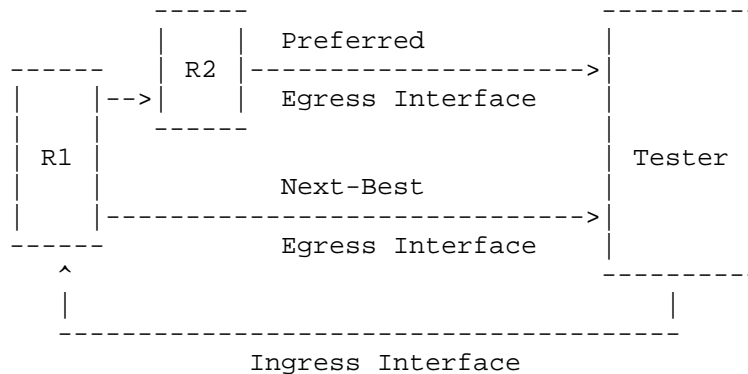 Preferred
R2
Egress Interface
R1
Tester
Next-Best
Egress Interface
Ingress Interface